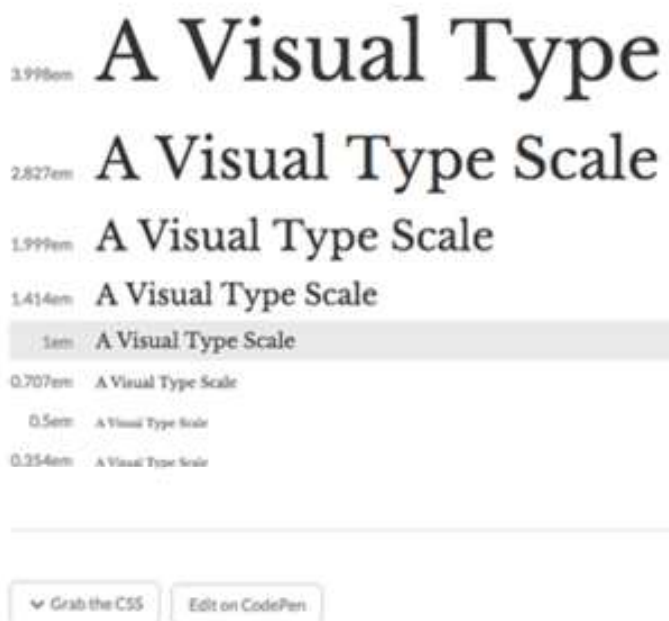 3.998em A Visual Type
2.827em A Visual Type Scale
1.999em A Visual Type Scale
1.414em A Visual Type Scale
1em A Visual Type Scale
0.707em A Visual Type Scale
0.5em A Visual Type Scale
0.354em A Visual Type Scale
Grab the CSS Edit on CodePen